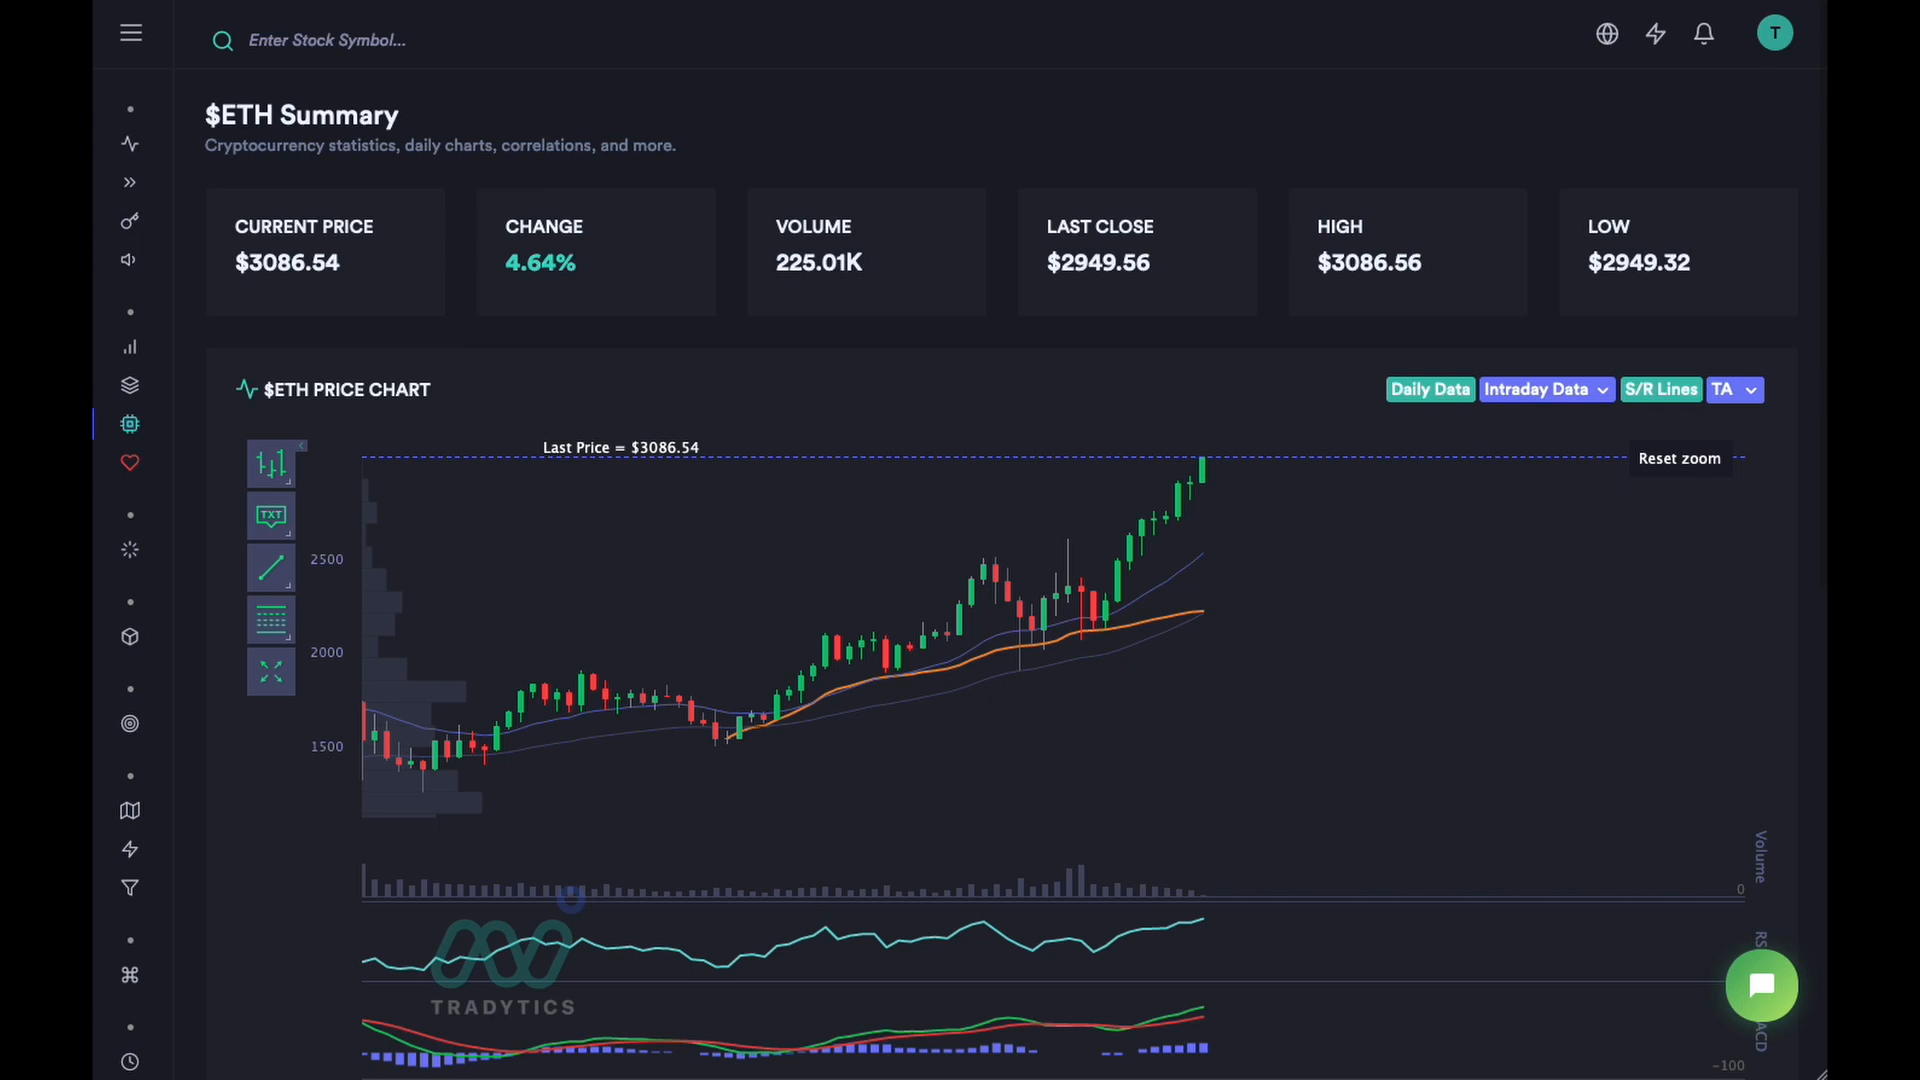 Enter Stock Symbol...
T
$ETH Summary
Cryptocurrency statistics, daily charts, correlations, and more.
CURRENT PRICE
$3086.54
CHANGE
4.64%
VOLUME
225.01K
LAST CLOSE
$2949.56
HIGH
$3086.56
LOW
$2949.32
$ETH PRICE CHART
Daily Data
Intraday Data
S/R Lines
TA
Last Price = $3086.54
Reset zoom
TXT
2500
2000
1500
Volume
0
RS
TRADYTICS
ACD
-100